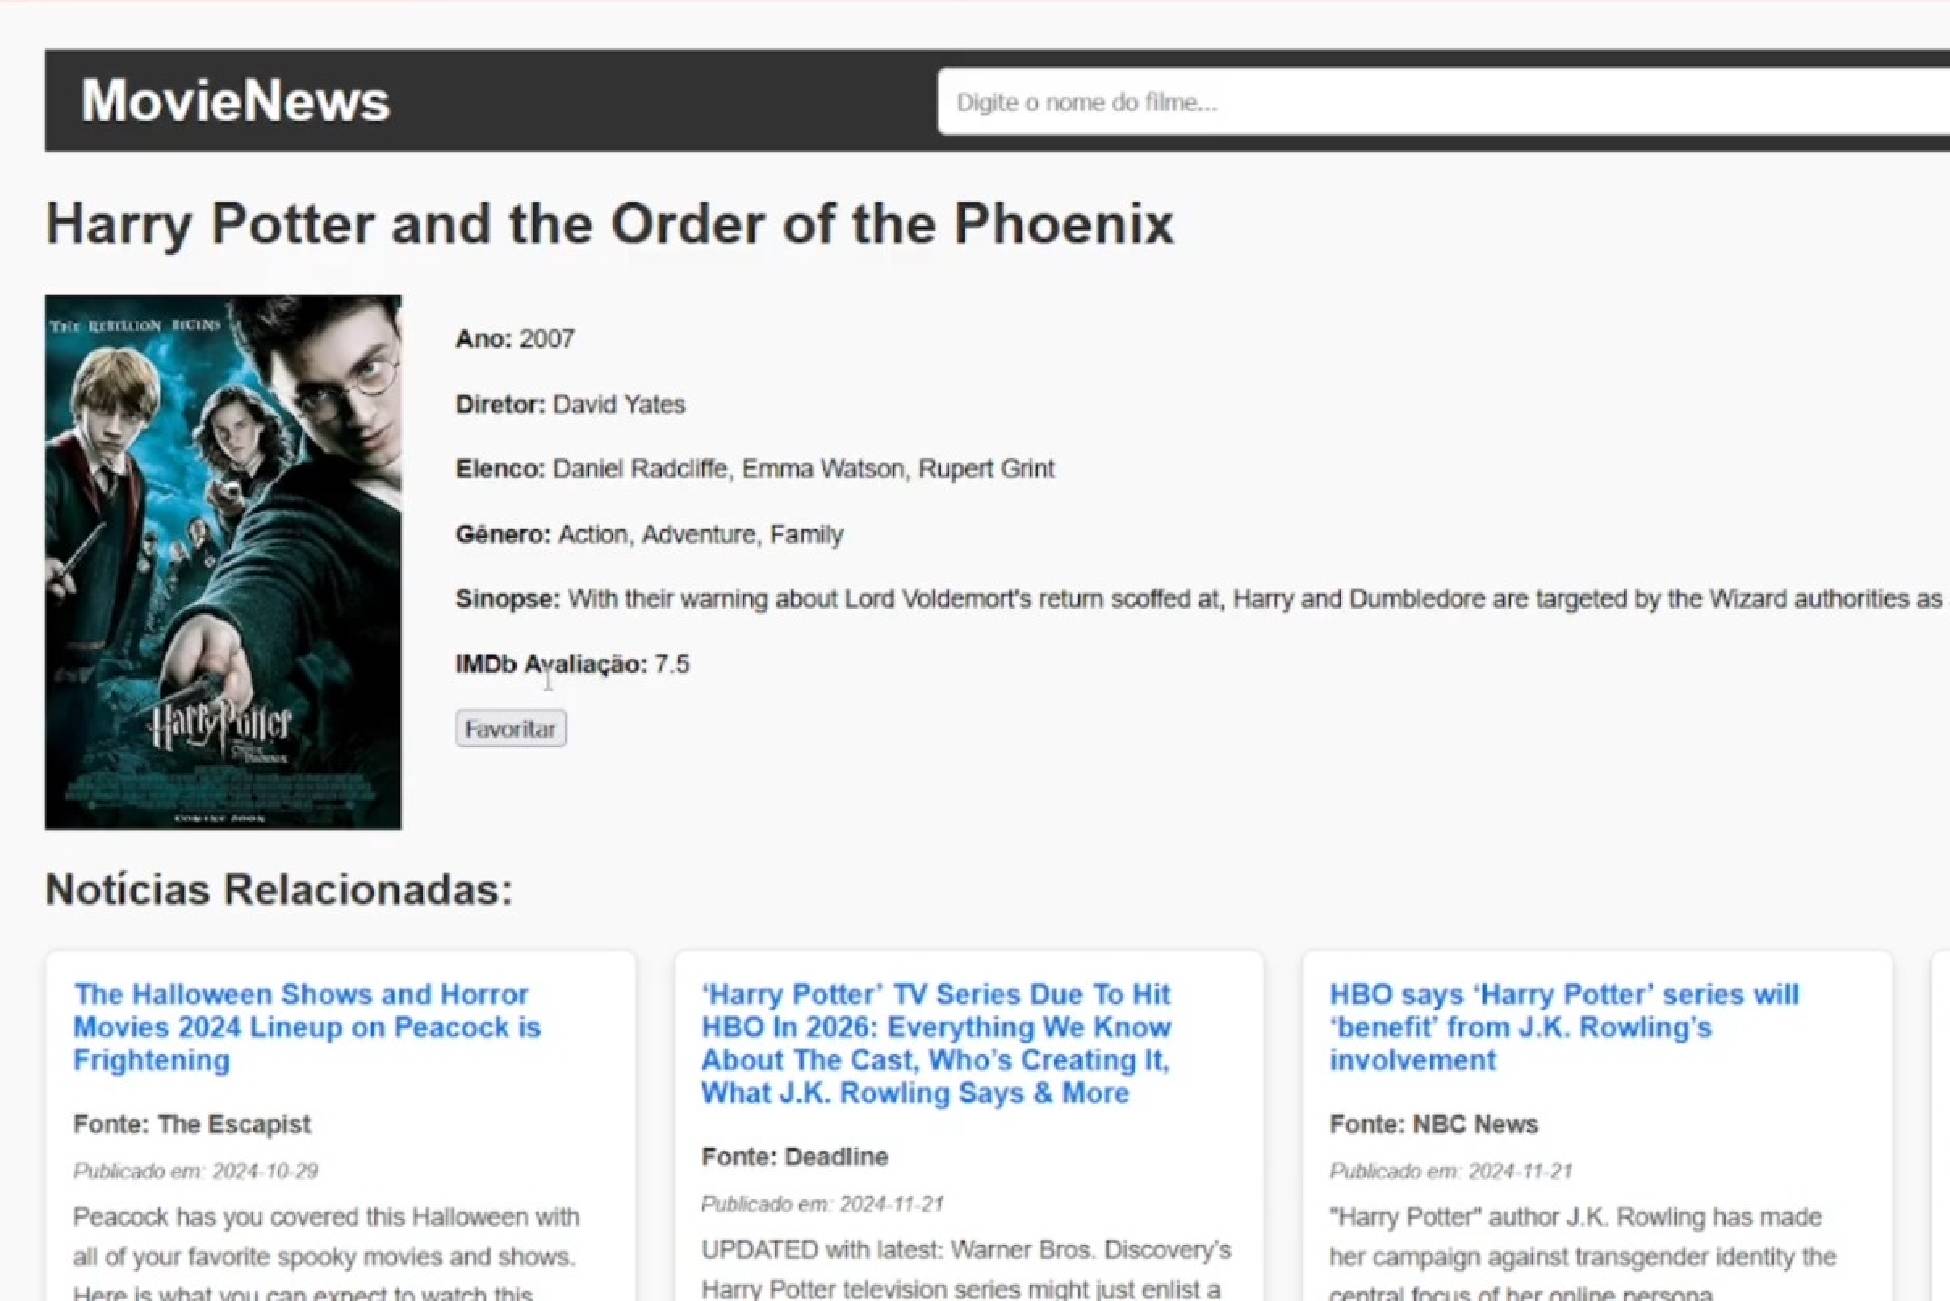 MovieNews
Digite o nome do filme...
Harry Potter and the Order of the Phoenix
THE REBELLION BEGINS
Harry Potter
COMING SOON
Ano: 2007
Diretor: David Yates
Elenco: Daniel Radcliffe, Emma Watson, Rupert Grint
Gênero: Action, Adventure, Family
Sinopse: With their warning about Lord Voldemort's return scoffed at, Harry and Dumbledore are targeted by the Wizard authorities as
IMDb Avaliação: 7.5
Favoritar
Notícias Relacionadas:
The Halloween Shows and Horror
Movies 2024 Lineup on Peacock is
Frightening
Fonte: The Escapist
Publicado em: 2024-10-29
Peacock has you covered this Halloween with
all of your favorite spooky movies and shows.
Here is what you can expect to watch this
‘Harry Potter’ TV Series Due To Hit
HBO In 2026: Everything We Know
About The Cast, Who’s Creating It,
What J.K. Rowling Says & More
Fonte: Deadline
Publicado em: 2024-11-21
UPDATED with latest: Warner Bros. Discovery’s
Harry Potter television series might just enlist a
HBO says ‘Harry Potter’ series will
‘benefit’ from J.K. Rowling’s
involvement
Fonte: NBC News
Publicado em: 2024-11-21
"Harry Potter" author J.K. Rowling has made
her campaign against transgender identity the
central focus of her online persona.